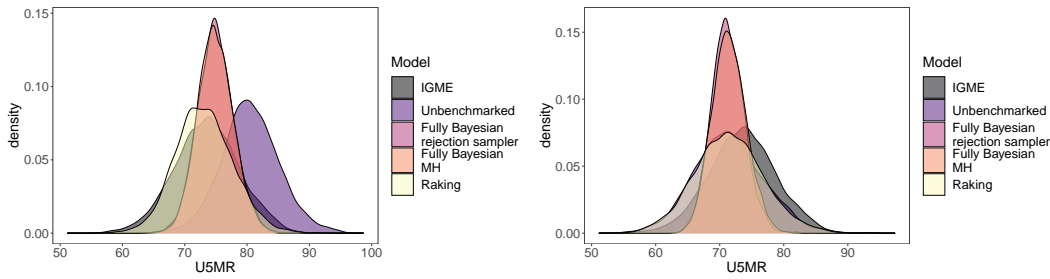 0.15
0.10
0.05
0.00
density
50 60 70 80 90 100
U5MR
Model
IGME
Unbenchmarked
Fully Bayesian
rejection sampler
Fully Bayesian
MH
Raking
0.15
0.10
0.05
0.00
density
50 60 70 80 90
U5MR
Model
IGME
Unbenchmarked
Fully Bayesian
rejection sampler
Fully Bayesian
MH
Raking